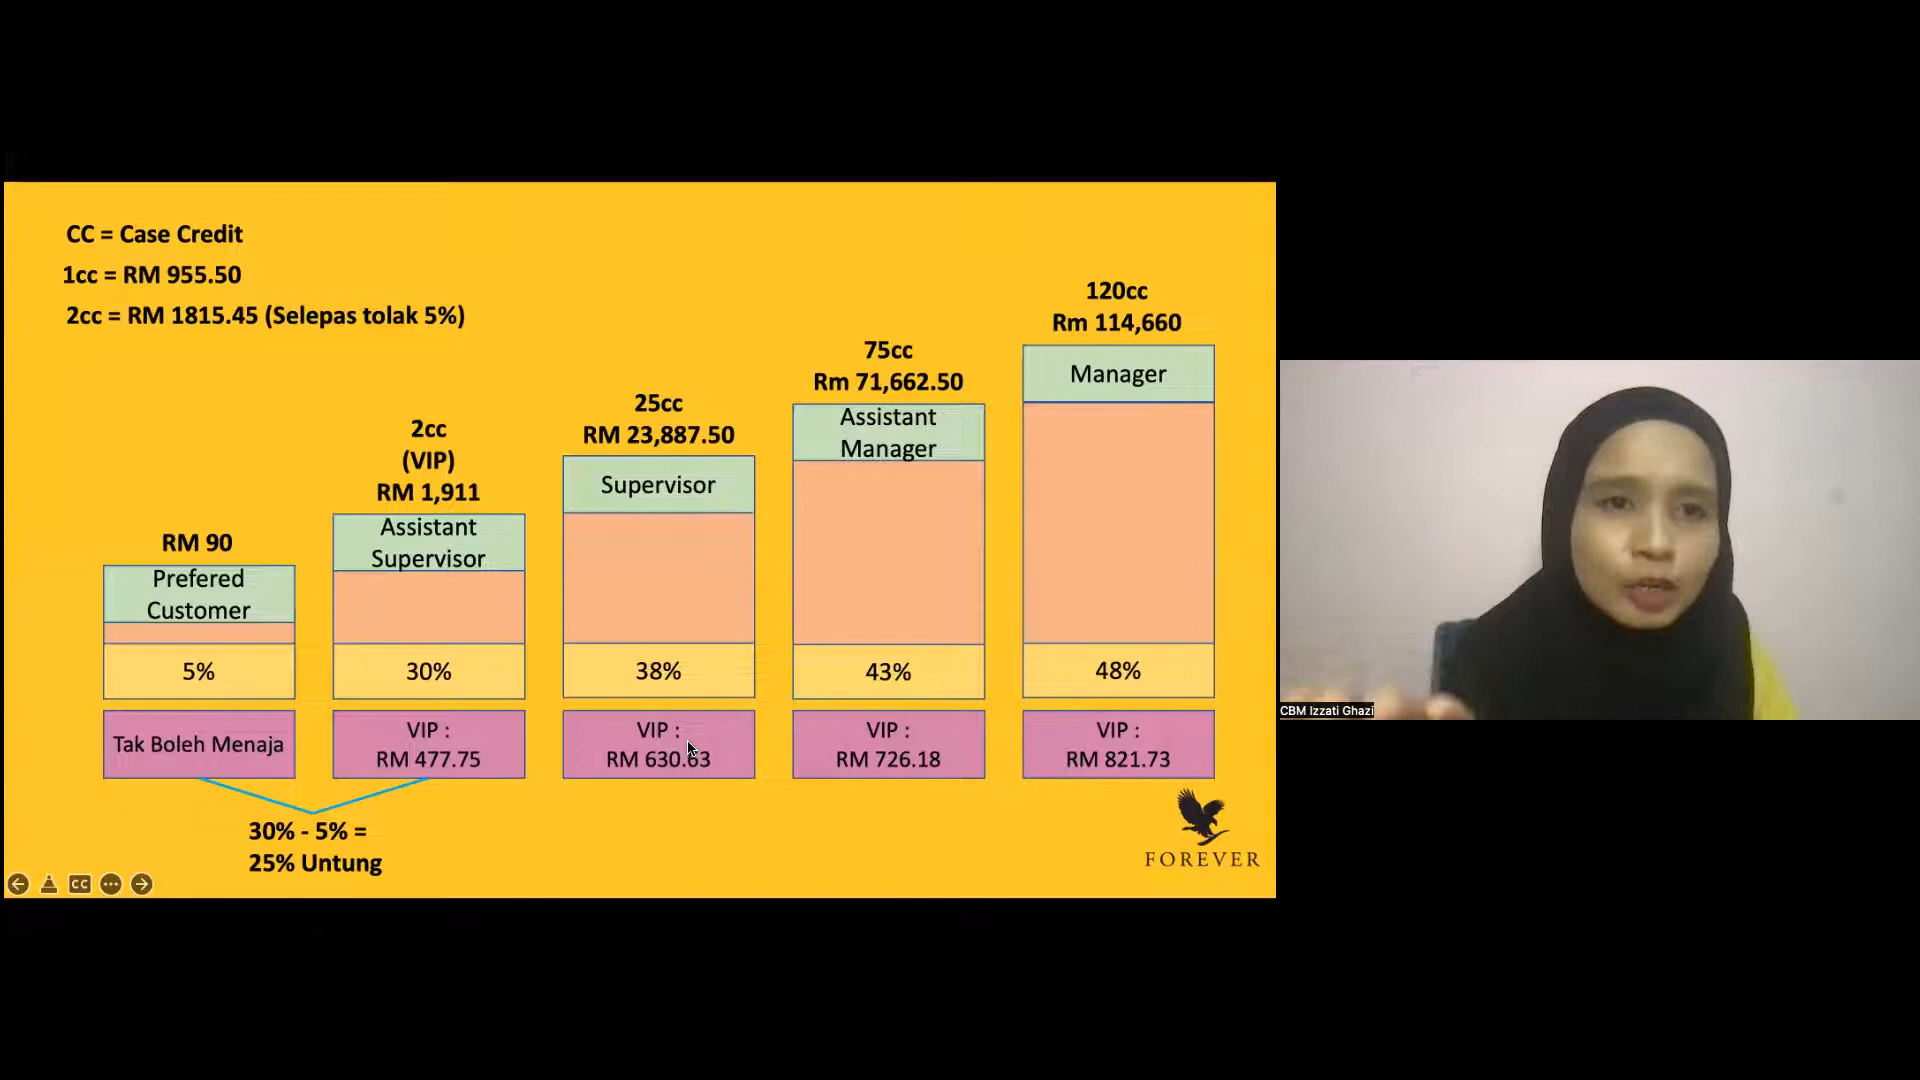 CC = Case Credit
1cc = RM 955.50
2cc = RM 1815.45 (Selepas tolak 5%)
RM 90
Prefered
Customer
5%
Tak Boleh Menaja
2cc
(VIP)
RM 1,911
Assistant
Supervisor
30%
VIP :
RM 477.75
25cc
RM 23,887.50
Supervisor
38%
VIP :
RM 630.63
75cc
Rm 71,662.50
Assistant
Manager
43%
VIP :
RM 726.18
120cc
Rm 114,660
Manager
48%
VIP :
RM 821.73
30% - 5% =
25% Untung
FOREVER
CC
CBM Izzati Ghazi